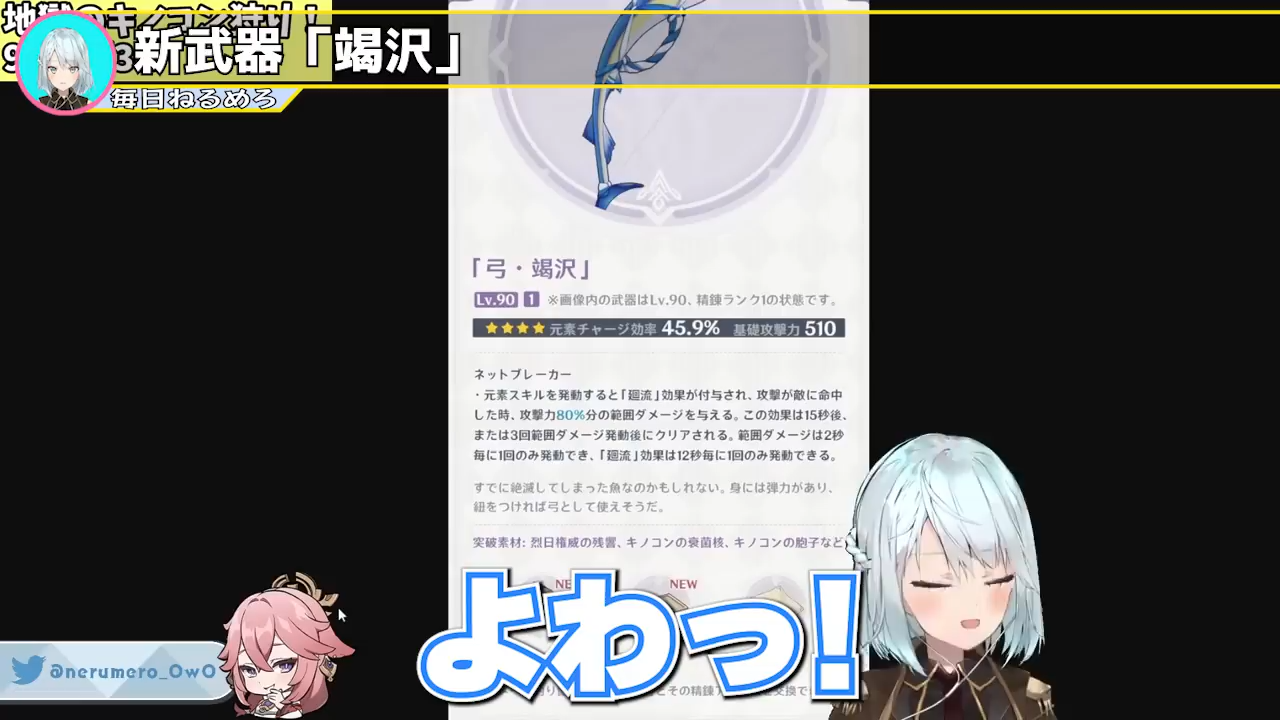 地獄のキノコン狩り！
新武器「竭沢」
毎日ねるめろ
「弓・竭沢」
Lv.90 1 ※画像内の武器はLv.90、精錬ランク1の状態です。
★★★★ 元素チャージ効率 45.9% 基礎攻撃力 510
ネットブレーカー
・元素スキルを発動すると「廻流」効果が付与され、攻撃が敵に命中
した時、攻撃力80%分の範囲ダメージを与える。この効果は15秒後、
または3回範囲ダメージ発動後にクリアされる。範囲ダメージは2秒
毎に1回のみ発動でき、「廻流」効果は12秒毎に1回のみ発動できる。
すでに絶滅してしまった魚なのかもしれない。身には弾力があり、
紐をつければ弓として使えそうだ。
突破素材: 烈日権威の残響、キノコンの衰菌核、キノコンの胞子など
NEW
よわっ！
@nerumero_OwO